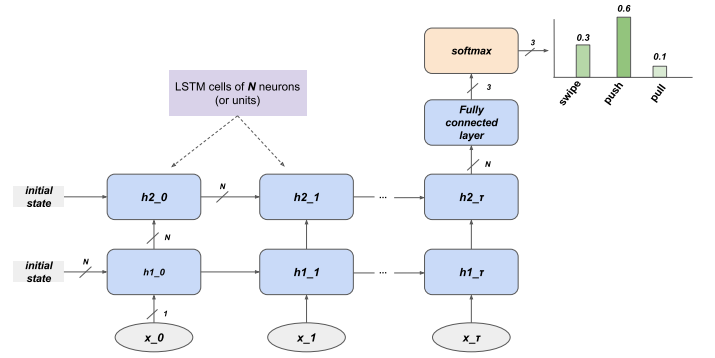 softmax
3
0.3
0.6
0.1
swipe
push
pull
3
LSTM cells of N neurons
(or units)
Fully
connected
layer
N
initial
state
h2_0
N
h2_1
...
h2_τ
N
initial
state
N
h1_0
h1_1
...
h1_τ
1
x_0
x_1
x_τ